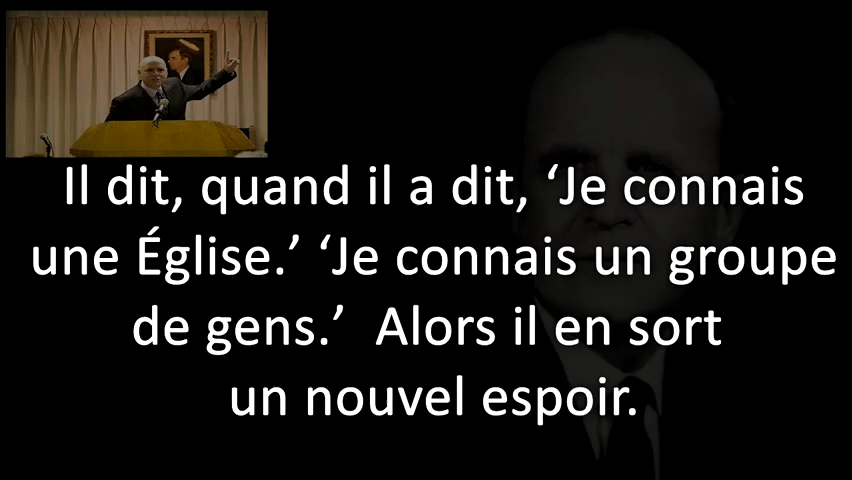 Il dit, quand il a dit, ‘Je connais
une Église.’ ‘Je connais un groupe
de gens.’  Alors il en sort
un nouvel espoir.